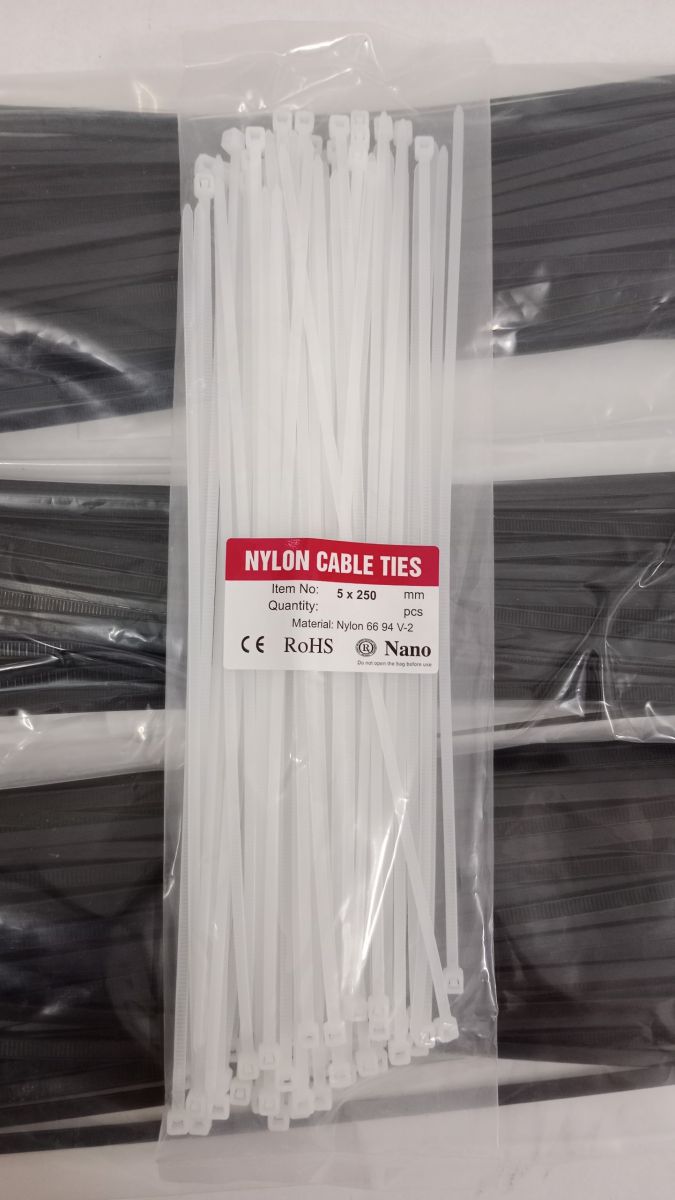 NYLON CABLE TIES
Item No: 5 x 250 mm
Quantity: pcs
Material: Nylon 66 94 V-2
CE RoHS ® Nano
Do not open the bag before use